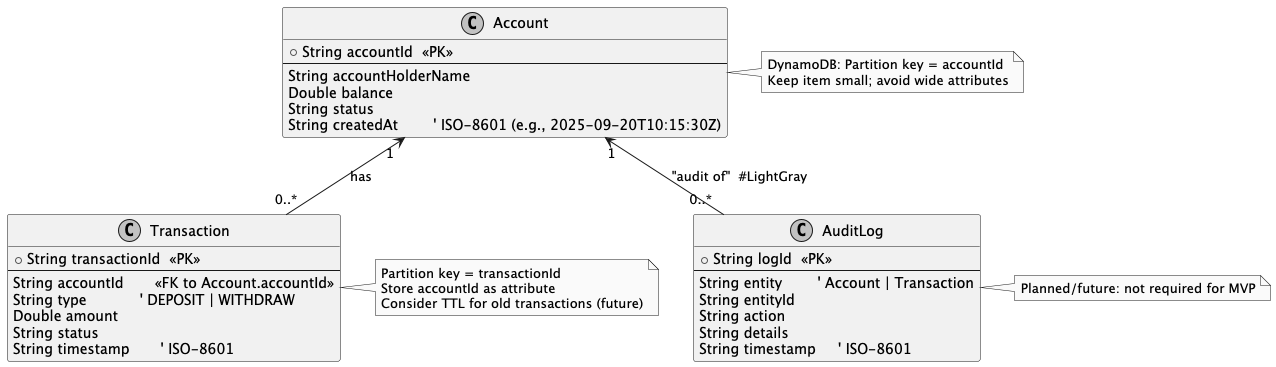 C Account
String accountId «PK»
String accountHolderName
Double balance
String status
String createdAt ' ISO-8601 (e.g., 2025-09-20T10:15:30Z)
DynamoDB: Partition key = accountId
Keep item small; avoid wide attributes
1
has
0..*
1
"audit of" #LightGray
0..*
C Transaction
String transactionId «PK»
String accountId «FK to Account.accountId»
String type ' DEPOSIT | WITHDRAW
Double amount
String status
String timestamp ' ISO-8601
Partition key = transactionId
Store accountId as attribute
Consider TTL for old transactions (future)
C AuditLog
String logId «PK»
String entity ' Account | Transaction
String entityId
String action
String details
String timestamp ' ISO-8601
Planned/future: not required for MVP